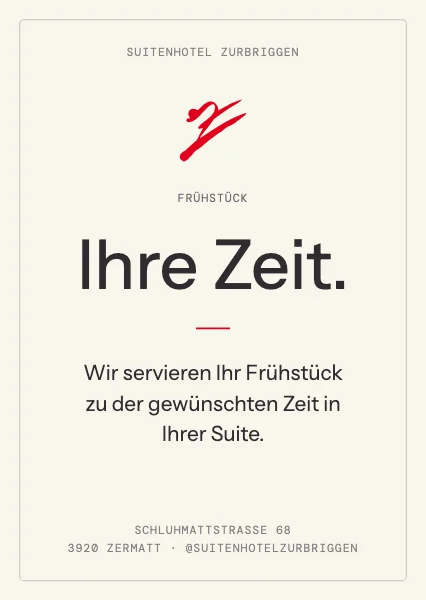 SUITENHOTEL ZURBRIGGEN
FRÜHSTÜCK
Ihre Zeit.
Wir servieren Ihr Frühstück
zu der gewünschten Zeit in
Ihrer Suite.
SCHLUHMATTSTRASSE 68
3920 ZERMATT · @SUITENHOTELZURBRIGGEN